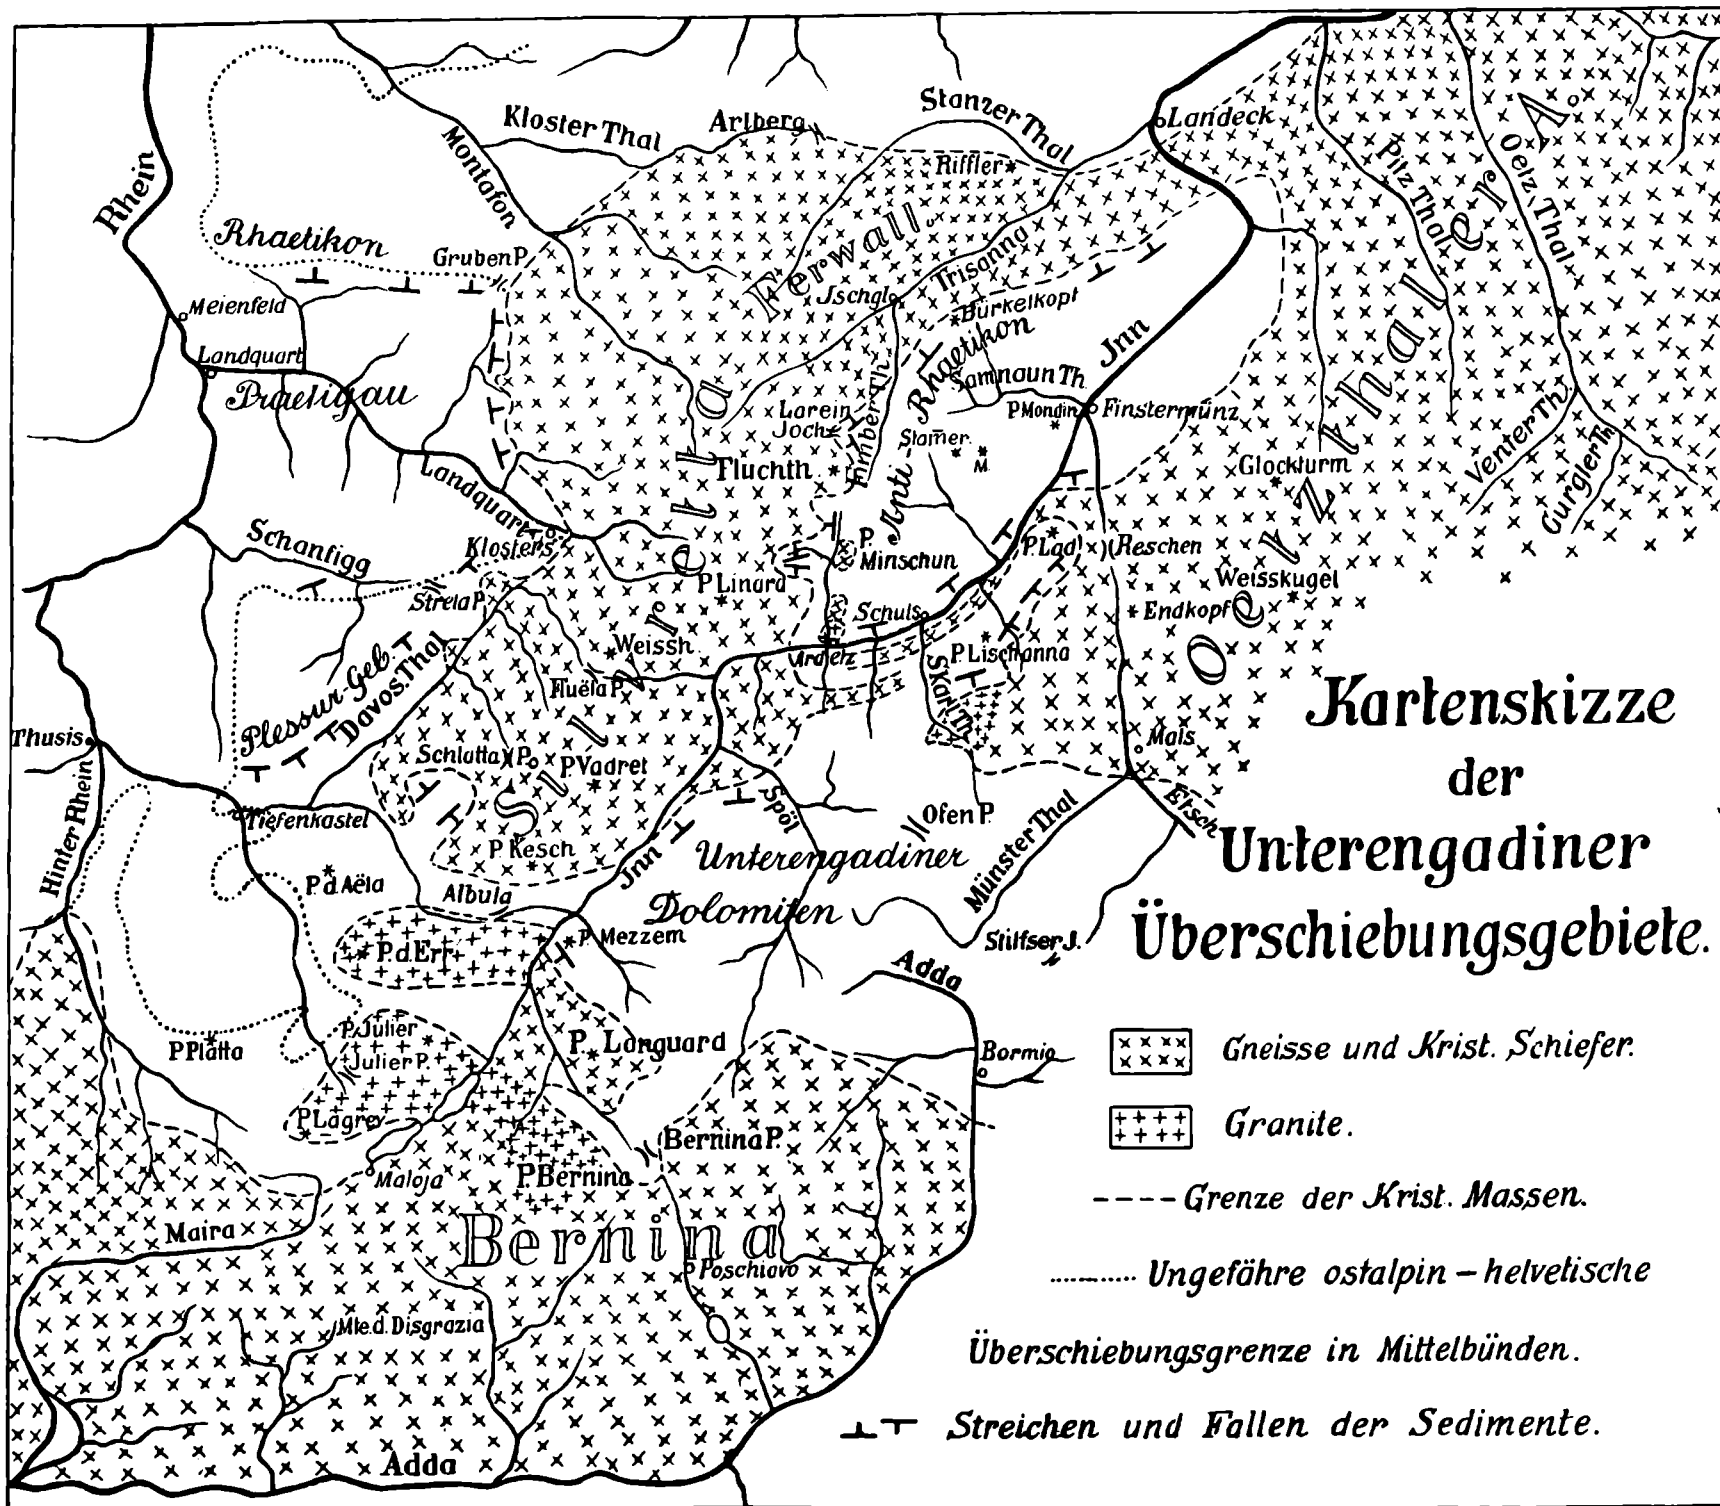 Kloster Thal
Arlberg
Stanzer Thal
Landeck
Montafon
Riffler
Pitz Thal
Oetz Thal
Oetzthaler A.
Rhein
Rhaetikon
Gruben P.
Ferwall
Trisanna
Jschgl
Bürkelkopf
Meienfeld
Landquart
Praetigau
Anti-Rhaetikon
Jnn
Samnaun Th.
P. Mondin
Finstermünz
Larein
Joch
Fimber Th.
Stamer.
M.
Fluchth
Glockturm
Venter Th.
Gurgler Th.
Landquart
Schanfigg
Klosters
P.
Minschun
P. Lad
Reschen
P Linard
Weisskugel
Strela P.
Schuls
Endkopf
Silvretta
Weissh.
Ardetz
P. Lischanna
Fluëla P.
Skarl Th.
Plessur-Geb.
Davos. Thal
Thusis
Hinter Rhein
Schlatta P.
P. Vadret
Mals
Spöl
Ofen P.
Etsch
Tiefenkastel
P. Kesch
Jnn
Unterengadiner
Dolomiten
Münster Thal
P. d Aëla
Albula
P. d. Err
P. Mezzem
Stilfser J.
Adda
P. Julier
Julier P.
P Platta
P. Languard
Bormio
P Lagrev
Bernina P.
Maloja
P. Bernina
Maira
Bernina
Poschiavo
Mte. d. Disgrazia
Adda
Kartenskizze
der
Unterengadiner
Überschiebungsgebiete.
Gneisse und Krist. Schiefer.
Granite.
Grenze der Krist. Massen.
Ungefähre ostalpin – helvetische
Überschiebungsgrenze in Mittelbünden.
Streichen und Fallen der Sedimente.